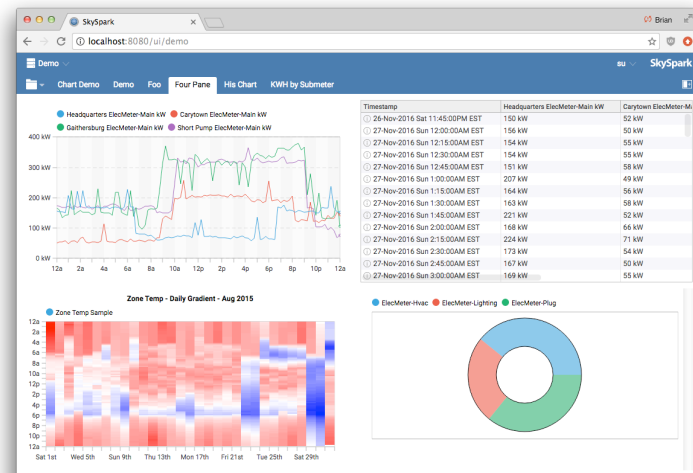 SkySpark
Brian
localhost:8080/ui/demo
Demo
su
SkySpark
Chart Demo Demo Foo Four Pane His Chart KWH by Submeter
Headquarters ElecMeter-Main kW Carytown ElecMeter-Main kW
Gaithersburg ElecMeter-Main kW Short Pump ElecMeter-Main kW
400 kW
300 kW
200 kW
100 kW
0 kW
12a 2a 4a 6a 8a 10a 12p 2p 4p 6p 8p 10p 12a
Timestamp Headquarters ElecMeter-Main kW Carytown ElecMeter-M
26-Nov-2016 Sat 11:45:00PM EST 150 kW 52 kW
27-Nov-2016 Sun 12:00:00AM EST 156 kW 50 kW
27-Nov-2016 Sun 12:15:00AM EST 154 kW 55 kW
27-Nov-2016 Sun 12:30:00AM EST 154 kW 55 kW
27-Nov-2016 Sun 12:45:00AM EST 151 kW 58 kW
27-Nov-2016 Sun 1:00:00AM EST 207 kW 49 kW
27-Nov-2016 Sun 1:15:00AM EST 164 kW 56 kW
27-Nov-2016 Sun 1:30:00AM EST 163 kW 58 kW
27-Nov-2016 Sun 1:45:00AM EST 221 kW 52 kW
27-Nov-2016 Sun 2:00:00AM EST 168 kW 66 kW
27-Nov-2016 Sun 2:15:00AM EST 224 kW 71 kW
27-Nov-2016 Sun 2:30:00AM EST 173 kW 54 kW
27-Nov-2016 Sun 2:45:00AM EST 167 kW 50 kW
27-Nov-2016 Sun 3:00:00AM EST 169 kW 55 kW
Zone Temp - Daily Gradient - Aug 2015
Zone Temp Sample
12a
2a
4a
6a
8a
10a
12p
2p
4p
6p
8p
10p
12a
Sat 1st Wed 5th Sun 9th Thu 13th Mon 17th Fri 21st Tue 25th Sat 29th
ElecMeter-Hvac ElecMeter-Lighting ElecMeter-Plug